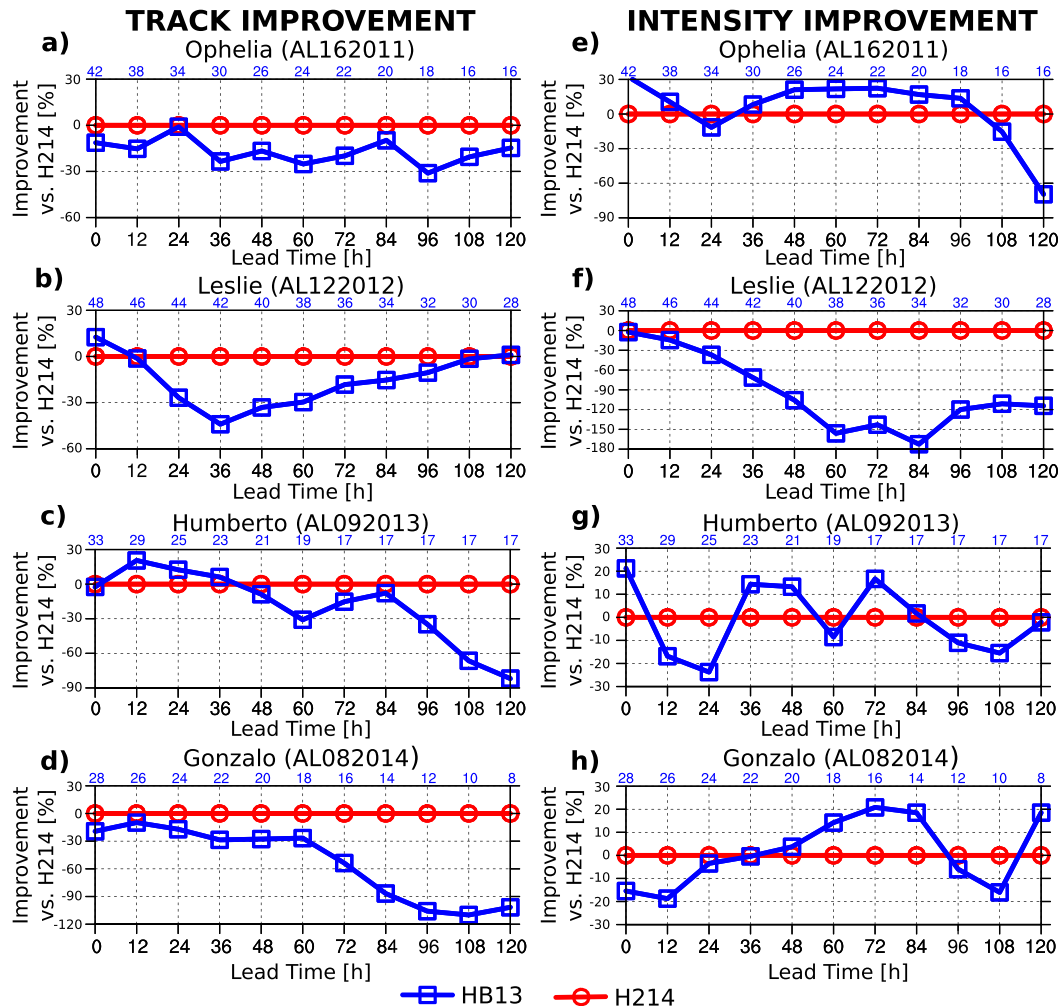 TRACK IMPROVEMENT
a)
Ophelia (AL162011)
42 38 34 30 26 24 22 20 18 16 16
Improvement
vs. H214 [%]
30
0
-30
-60
0 12 24 36 48 60 72 84 96 108 120
Lead Time [h]
b)
Leslie (AL122012)
48 46 44 42 40 38 36 34 32 30 28
Improvement
vs. H214 [%]
30
0
-30
-60
0 12 24 36 48 60 72 84 96 108 120
Lead Time [h]
c)
Humberto (AL092013)
33 29 25 23 21 19 17 17 17 17 17
Improvement
vs. H214 [%]
30
0
-30
-60
-90
0 12 24 36 48 60 72 84 96 108 120
Lead Time [h]
d)
Gonzalo (AL082014)
28 26 24 22 20 18 16 14 12 10 8
Improvement
vs. H214 [%]
30
0
-30
-60
-90
-120
0 12 24 36 48 60 72 84 96 108 120
Lead Time [h]
INTENSITY IMPROVEMENT
e)
Ophelia (AL162011)
42 38 34 30 26 24 22 20 18 16 16
Improvement
vs. H214 [%]
30
0
-30
-60
-90
0 12 24 36 48 60 72 84 96 108 120
Lead Time [h]
f)
Leslie (AL122012)
48 46 44 42 40 38 36 34 32 30 28
Improvement
vs. H214 [%]
30
0
-30
-60
-90
-120
-150
-180
0 12 24 36 48 60 72 84 96 108 120
Lead Time [h]
g)
Humberto (AL092013)
33 29 25 23 21 19 17 17 17 17 17
Improvement
vs. H214 [%]
30
20
10
0
-10
-20
-30
0 12 24 36 48 60 72 84 96 108 120
Lead Time [h]
h)
Gonzalo (AL082014)
28 26 24 22 20 18 16 14 12 10 8
Improvement
vs. H214 [%]
30
20
10
0
-10
-20
-30
0 12 24 36 48 60 72 84 96 108 120
Lead Time [h]
HB13 H214